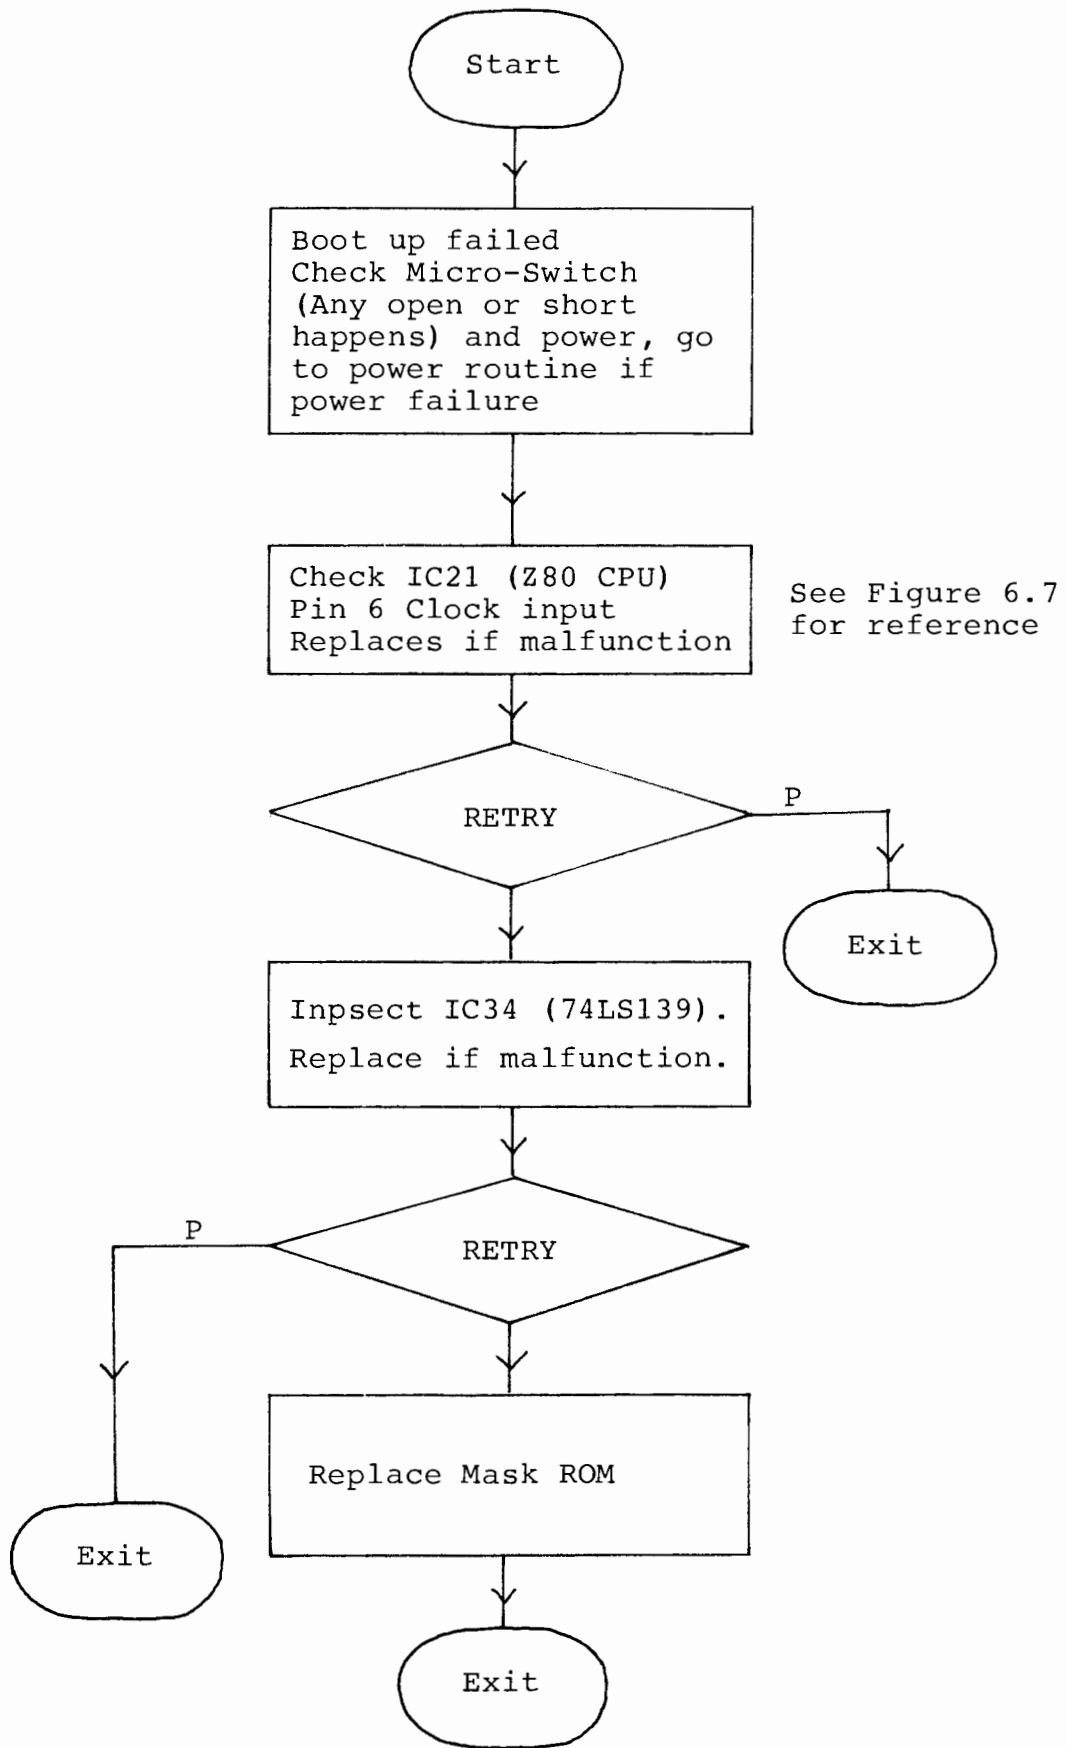 Start
Boot up failed
Check Micro-Switch
(Any open or short
happens) and power, go
to power routine if
power failure
Check IC21 (Z80 CPU)
Pin 6 Clock input
Replaces if malfunction
See Figure 6.7
for reference
RETRY
P
Exit
Inpsect IC34 (74LS139).
Replace if malfunction.
P
RETRY
Replace Mask ROM
Exit
Exit